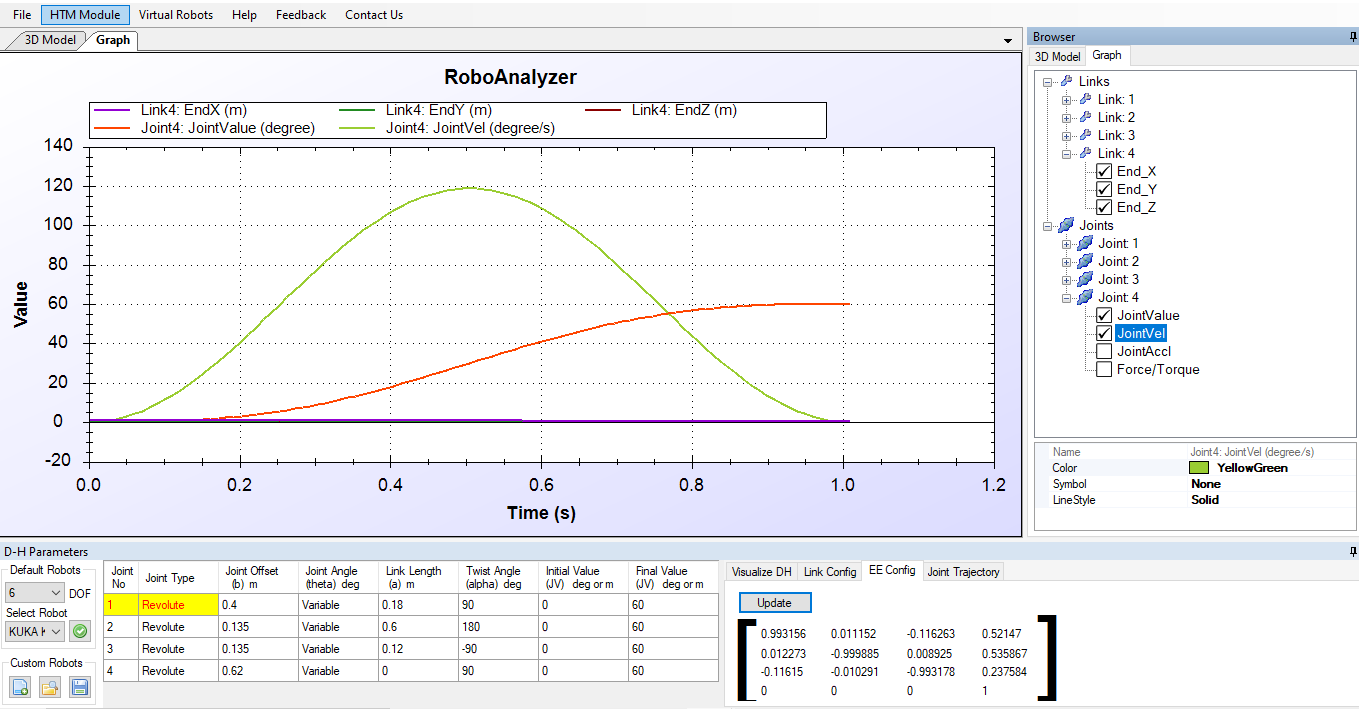 File HTM Module Virtual Robots Help Feedback Contact Us
3D Model Graph
RoboAnalyzer
Link4: EndX (m) Link4: EndY (m) Link4: EndZ (m)
Joint4: JointValue (degree) Joint4: JointVel (degree/s)
140
120
100
80
60
40
20
0
-20
Value
0.0 0.2 0.4 0.6 0.8 1.0 1.2
Time (s)
Browser
3D Model Graph
Links
Link: 1
Link: 2
Link: 3
Link: 4
End_X
End_Y
End_Z
Joints
Joint: 1
Joint: 2
Joint: 3
Joint: 4
JointValue
JointVel
JointAccl
Force/Torque
Name Joint4: JointVel (degree/s)
Color YellowGreen
Symbol None
LineStyle Solid
D-H Parameters
Default Robots
6 DOF
Select Robot
KUKA K
Custom Robots
Joint No Joint Type Joint Offset (b) m Joint Angle (theta) deg Link Length (a) m Twist Angle (alpha) deg Initial Value (JV) deg or m Final Value (JV) deg or m
1 Revolute 0.4 Variable 0.18 90 0 60
2 Revolute 0.135 Variable 0.6 180 0 60
3 Revolute 0.135 Variable 0.12 -90 0 60
4 Revolute 0.62 Variable 0 90 0 60
Visualize DH Link Config EE Config Joint Trajectory
Update
0.993156 0.011152 -0.116263 0.52147
0.012273 -0.999885 0.008925 0.535867
-0.11615 -0.010291 -0.993178 0.237584
0 0 0 1